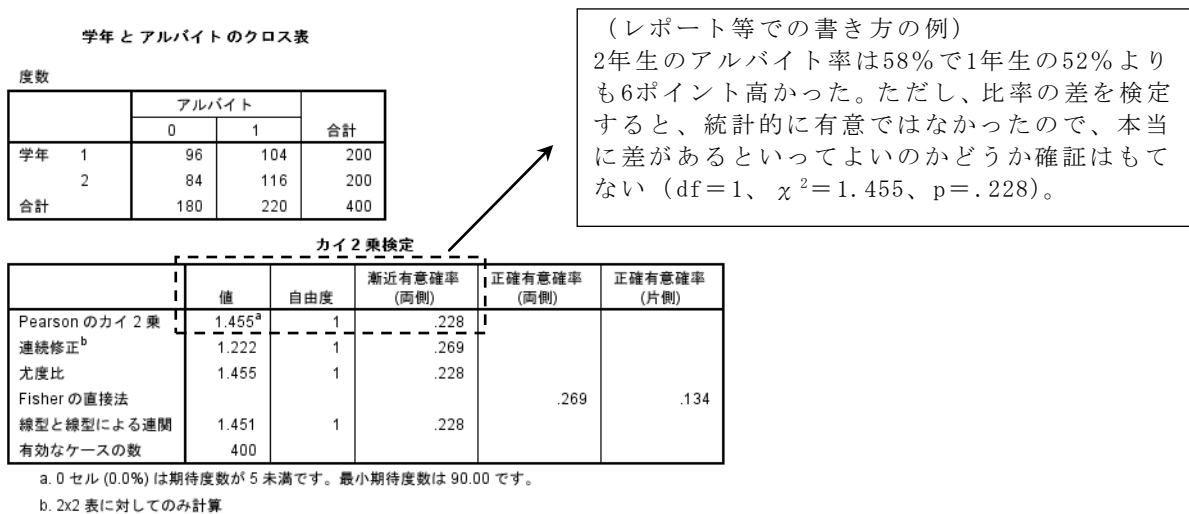 学年 と アルバイト のクロス表
度数
アルバイト
0 1 合計
学年 1 96 104 200
2 84 116 200
合計 180 220 400
(レポート等での書き方の例)
2年生のアルバイト率は58%で1年生の52%より
も6ポイント高かった。ただし、比率の差を検定
すると、統計的に有意ではなかったので、本当
に差があるといってよいのかどうか確証はもて
ない(df=1、χ²=1.455、p=.228)。
カイ 2 乗検定
値 自由度 漸近有意確率 (両側) 正確有意確率 (両側) 正確有意確率 (片側)
Pearson のカイ 2 乗 1.455a 1 .228
連続修正b 1.222 1 .269
尤度比 1.455 1 .228
Fisher の直接法 .269 .134
線型と線型による連関 1.451 1 .228
有効なケースの数 400
a. 0 セル (0.0%) は期待度数が 5 未満です。最小期待度数は 90.00 です。
b. 2x2 表に対してのみ計算